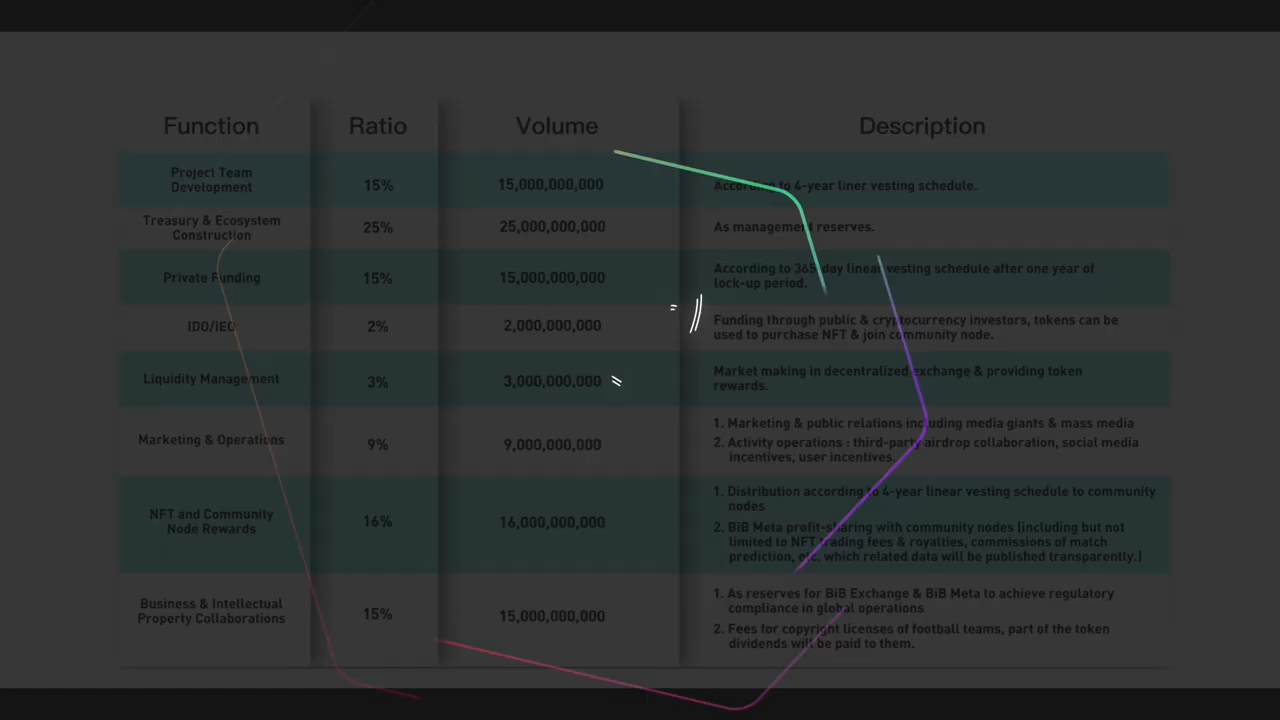 Function Ratio Volume Description
Project Team
Development
15% 15,000,000,000 According to 4-year liner vesting schedule.
Treasury & Ecosystem
Construction
25% 25,000,000,000 As management reserves.
Private Funding 15% 15,000,000,000
According to 365-day linear vesting schedule after one year of
lock-up period.
IDO/IEO 2% 2,000,000,000
Funding through public & cryptocurrency investors, tokens can be
used to purchase NFT & join community node.
Liquidity Management 3% 3,000,000,000
Market making in decentralized exchange & providing token
rewards.
Marketing & Operations 9% 9,000,000,000
1. Marketing & public relations including media giants & mass media
2. Activity operations : third-party airdrop collaboration, social media
incentives, user incentives.
NFT and Community
Node Rewards
16% 16,000,000,000
1. Distribution according to 4-year linear vesting schedule to community
nodes
2. BiB Meta profit-sharing with community nodes (including but not
limited to NFT trading fees & royalties, commissions of match
prediction, etc. which related data will be published transparently.)
Business & Intellectual
Property Collaborations
15% 15,000,000,000
1. As reserves for BiB Exchange & BiB Meta to achieve regulatory
compliance in global operations
2. Fees for copyright licenses of football teams, part of the token
dividends will be paid to them.